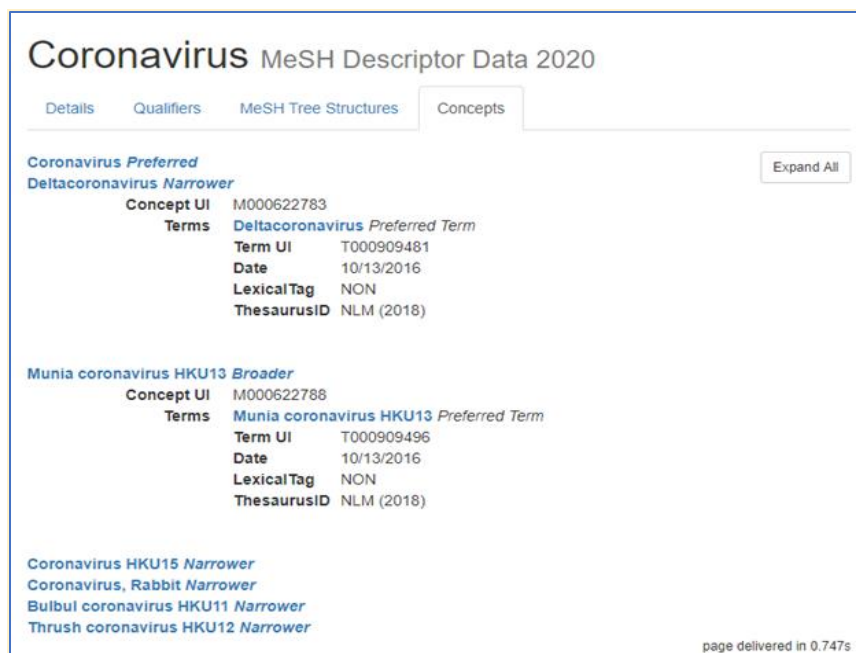 Coronavirus MeSH Descriptor Data 2020
Details Qualifiers MeSH Tree Structures Concepts
Coronavirus Preferred
Expand All
Deltacoronavirus Narrower
Concept UI M000622783
Terms Deltacoronavirus Preferred Term
Term UI T000909481
Date 10/13/2016
LexicalTag NON
ThesaurusID NLM (2018)
Munia coronavirus HKU13 Broader
Concept UI M000622788
Terms Munia coronavirus HKU13 Preferred Term
Term UI T000909496
Date 10/13/2016
LexicalTag NON
ThesaurusID NLM (2018)
Coronavirus HKU15 Narrower
Coronavirus, Rabbit Narrower
Bulbul coronavirus HKU11 Narrower
Thrush coronavirus HKU12 Narrower
page delivered in 0.747s